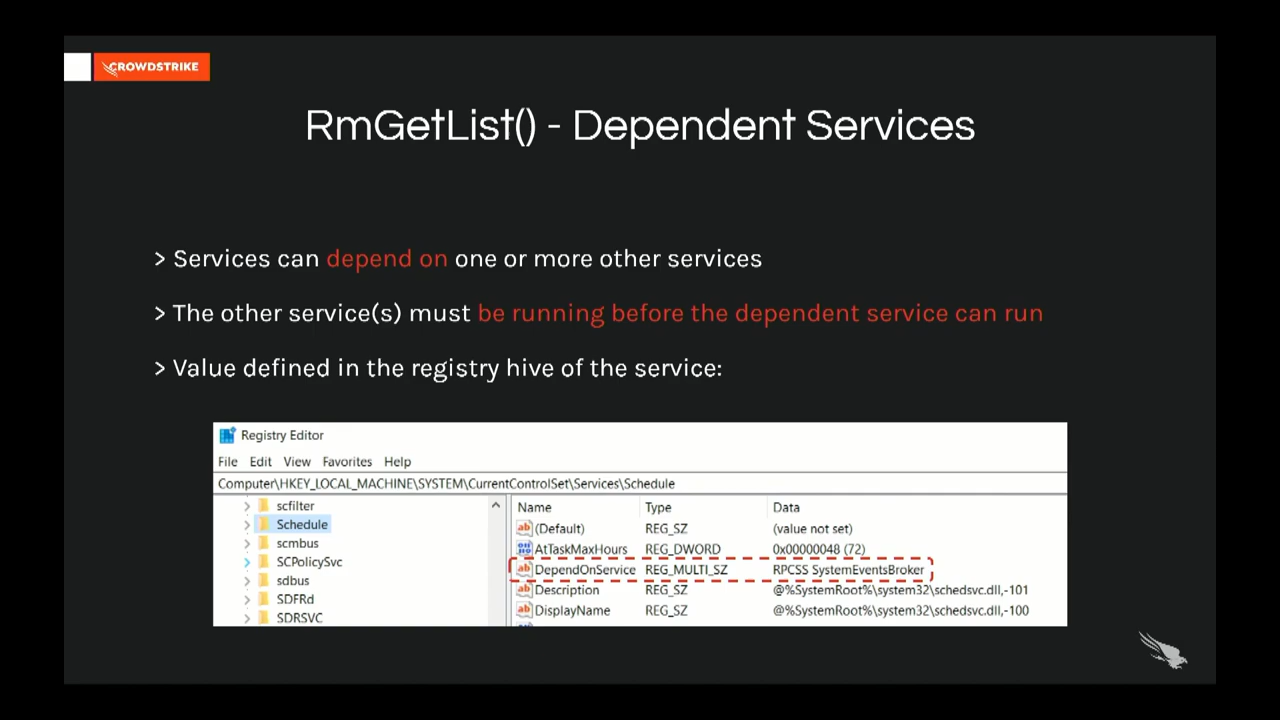 CROWDSTRIKE
RmGetList() - Dependent Services
> Services can depend on one or more other services
> The other service(s) must be running before the dependent service can run
> Value defined in the registry hive of the service:
Registry Editor
File Edit View Favorites Help
Computer\HKEY_LOCAL_MACHINE\SYSTEM\CurrentControlSet\Services\Schedule
scfilter
Schedule
scmbus
SCPolicySvc
sdbus
SDFRd
SDRSVC
Name Type Data
(Default) REG_SZ (value not set)
AtTaskMaxHours REG_DWORD 0x00000048 (72)
DependOnService REG_MULTI_SZ RPCSS SystemEventsBroker
Description REG_SZ @%SystemRoot%\system32\schedsvc.dll,-101
DisplayName REG_SZ @%SystemRoot%\system32\schedsvc.dll,-100